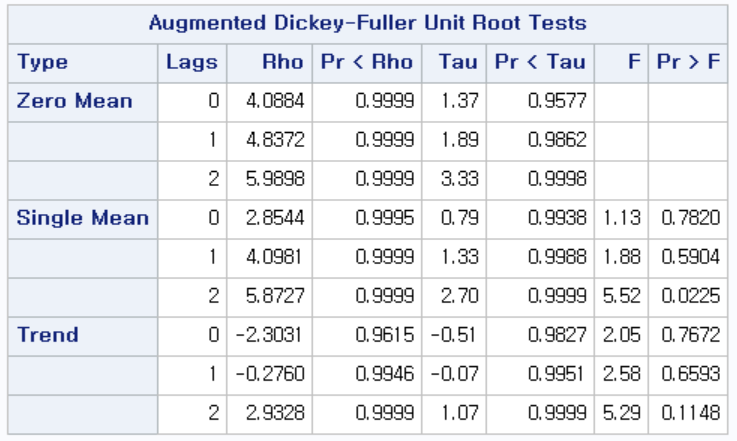 Augmented Dickey-Fuller Unit Root Tests
Type Lags Rho Pr < Rho Tau Pr < Tau F Pr > F
Zero Mean 0 4.0884 0.9999 1.37 0.9577
1 4.8372 0.9999 1.89 0.9862
2 5.9898 0.9999 3.33 0.9998
Single Mean 0 2.8544 0.9995 0.79 0.9938 1.13 0.7820
1 4.0981 0.9999 1.33 0.9988 1.88 0.5904
2 5.8727 0.9999 2.70 0.9999 5.52 0.0225
Trend 0 -2.3031 0.9615 -0.51 0.9827 2.05 0.7672
1 -0.2760 0.9946 -0.07 0.9951 2.58 0.6593
2 2.9328 0.9999 1.07 0.9999 5.29 0.1148